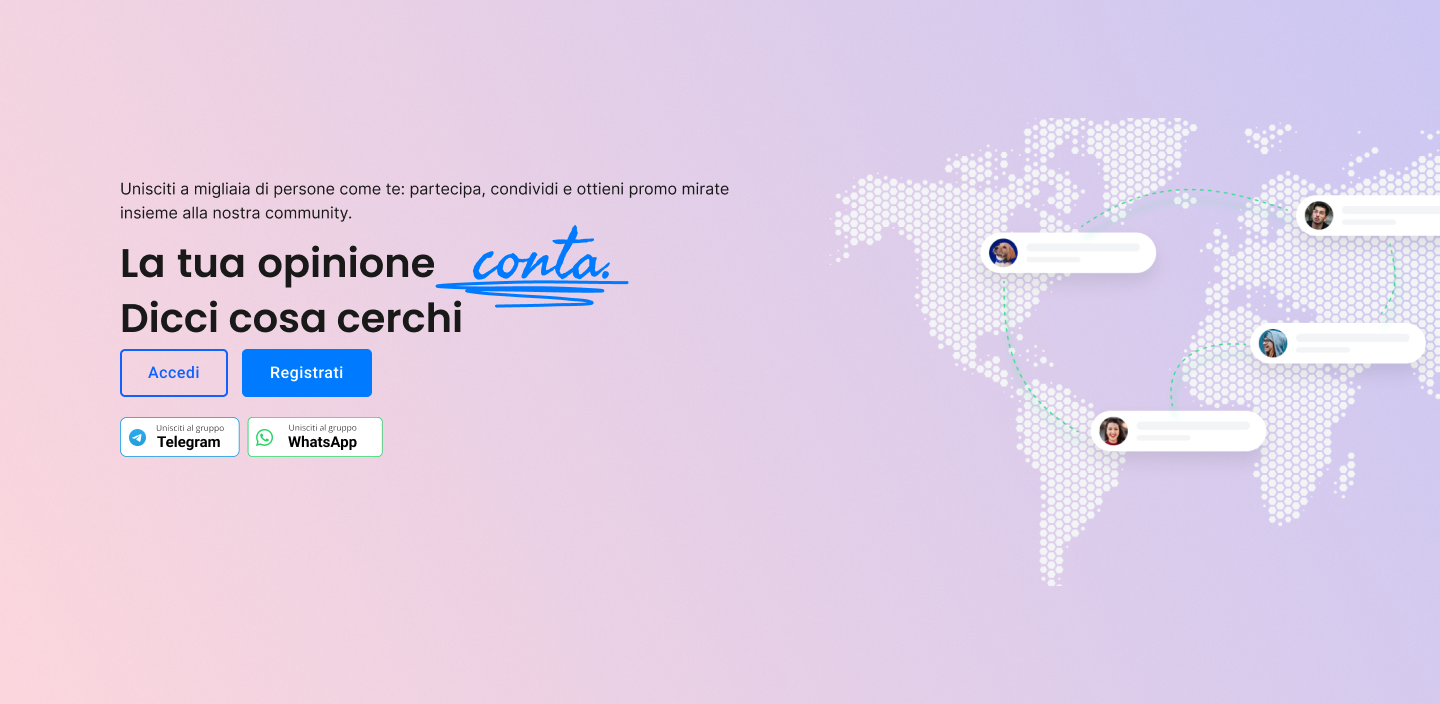 Unisciti a migliaia di persone come te: partecipa, condividi e ottieni promo mirate
insieme alla nostra community.
La tua opinione conta.
Dicci cosa cerchi
Accedi Registrati
Unisciti al gruppo
Telegram
Unisciti al gruppo
WhatsApp